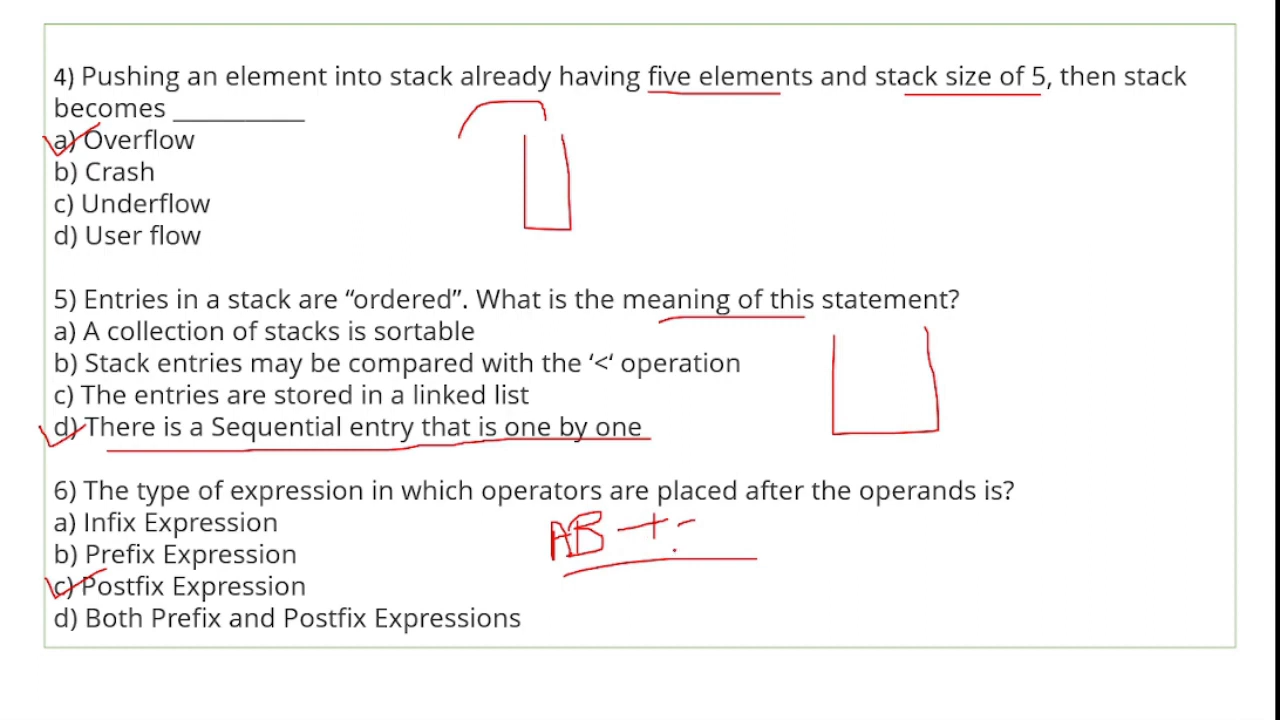 4) Pushing an element into stack already having five elements and stack size of 5, then stack
becomes ___________
a) Overflow
b) Crash
c) Underflow
d) User flow
5) Entries in a stack are “ordered”. What is the meaning of this statement?
a) A collection of stacks is sortable
b) Stack entries may be compared with the ‘<‘ operation
c) The entries are stored in a linked list
d) There is a Sequential entry that is one by one
6) The type of expression in which operators are placed after the operands is?
a) Infix Expression
AB - + -
b) Prefix Expression
c) Postfix Expression
d) Both Prefix and Postfix Expressions